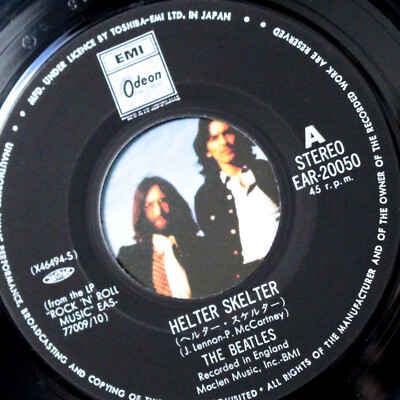 MFD. UNDER LICENCE BY TOSHIBA-EMI LTD. IN JAPAN
EMI
Odeon
A
STEREO
EAR-20050
45 r.p.m.
(X46494-S)
(from the LP
"ROCK 'N' ROLL
MUSIC" EAS-
77009/10)
HELTER SKELTER
(ヘルター・スケルター)
(J. Lennon-P. McCartney)
THE BEATLES
Recorded in England
Maclen Music, Inc.-BMI
ALL RIGHTS OF THE MANUFACTURER AND OF THE OWNER OF THE RECORDED WORK ARE RESERVED
PERFORMANCE, BROADCASTING AND COPYING OF